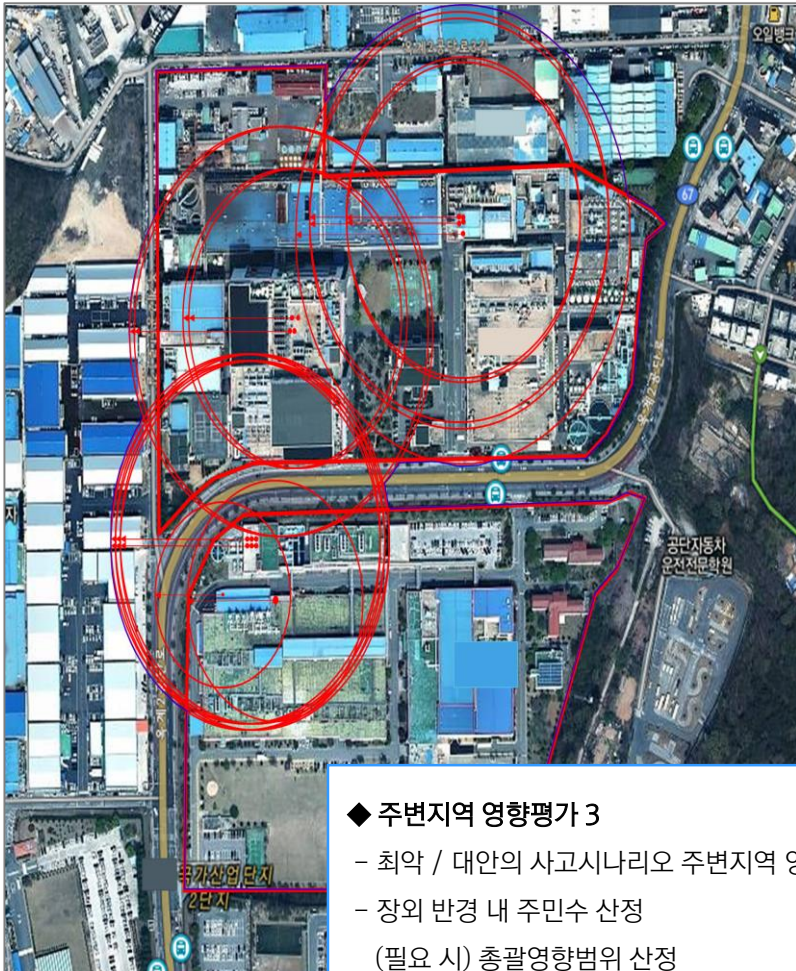 오일뱅크
67
공단자동차
운전전문학원
국가산업단지
2단지
◆ 주변지역 영향평가 3
- 최악 / 대안의 사고시나리오 주변지역 영
- 장외 반경 내 주민수 산정
(필요 시) 총괄영향범위 산정